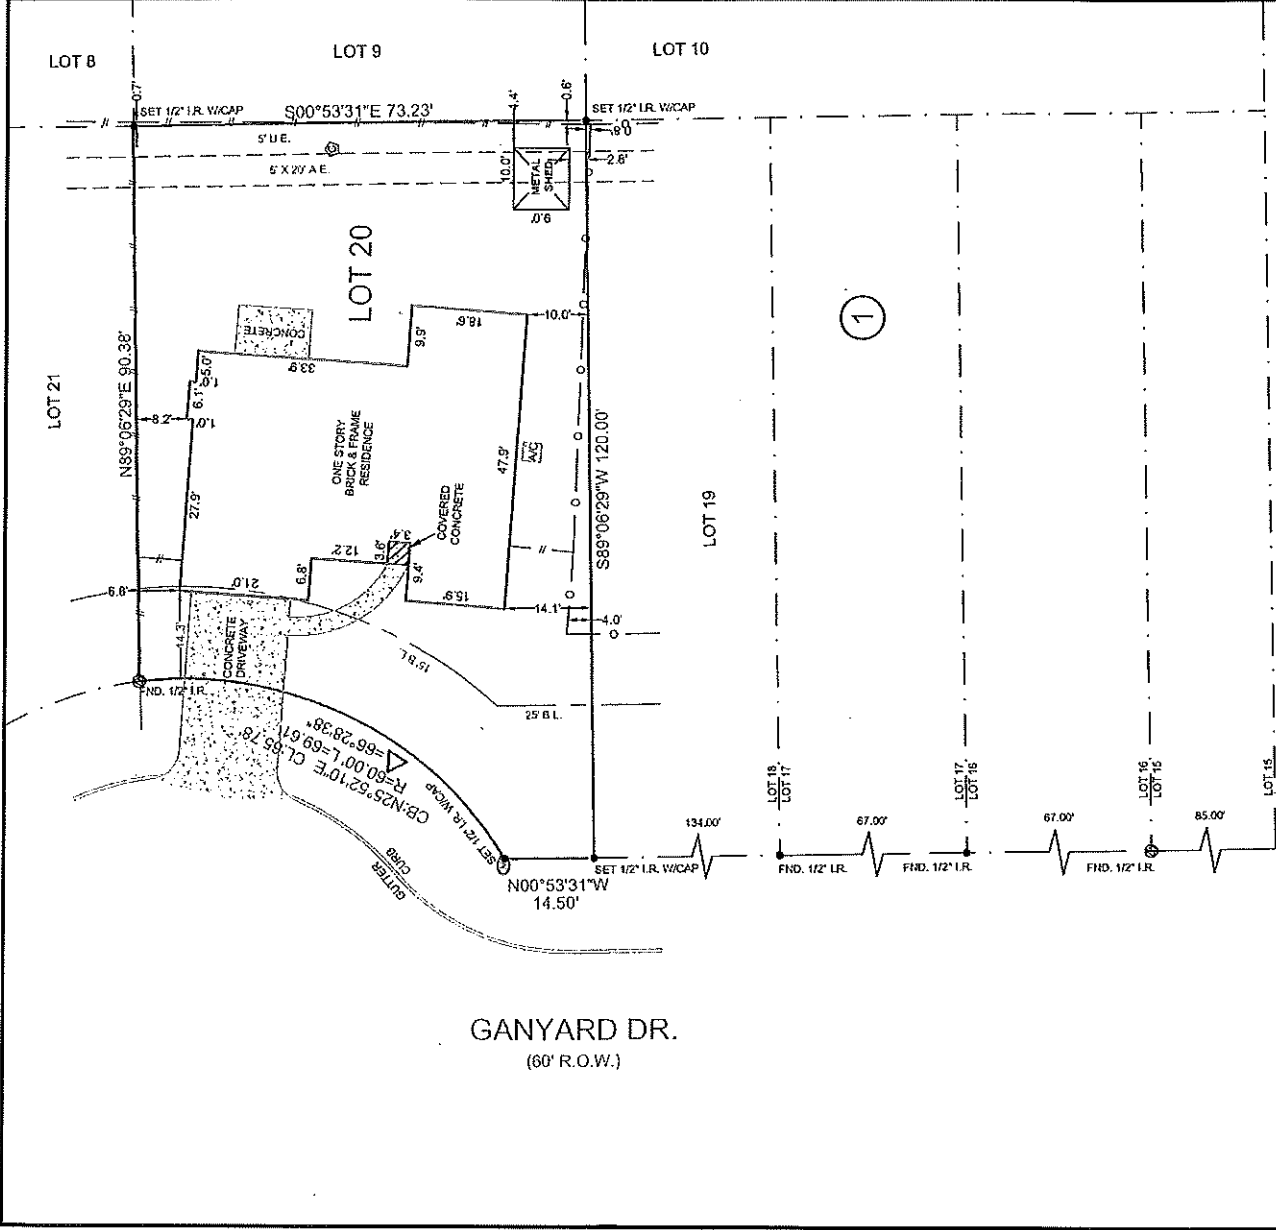 LOT 8
LOT 9
LOT 10
0.7'
4.4'
0.6'
SET 1/2" I.R. W/CAP
S00°53'31"E 73.23'
SET 1/2" I.R. W/CAP
0.8'
5' U.E.
5' X 20' A.E.
10.0'
METAL
SHED
2.6'
9.0'
LOT 20
LOT 21
N89°06'29"E 90.38'
CONCRETE
33.9'
9.9'
18.6'
10.0'
1
5.0'
1.0'
6.1'
8.2'
1.0'
ONE STORY
BRICK & FRAME
RESIDENCE
47.9'
A/C
S89°06'29"W 120.00'
27.9'
COVERED
CONCRETE
LOT 19
3.4'
3.6'
12.2'
6.8'
9.4'
6.6'
21.0'
15.9'
14.1'
4.0'
14.3'
CONCRETE
DRIVEWAY
15' B.L.
25' B.L.
FND. 1/2" I.R.
CB:N25°52'10"E CL:65.78'
R=60.00' L=69.61'
=66°28'38"
SET 1/2" I.R. W/CAP
GUTTER
CURB
N00°53'31"W
14.50'
SET 1/2" I.R. W/CAP
134.00'
LOT 18
LOT 17
FND. 1/2" I.R.
67.00'
LOT 17
LOT 16
FND. 1/2" I.R.
67.00'
LOT 16
LOT 15
FND. 1/2" I.R.
85.00'
LOT 15
GANYARD DR.
(60' R.O.W.)